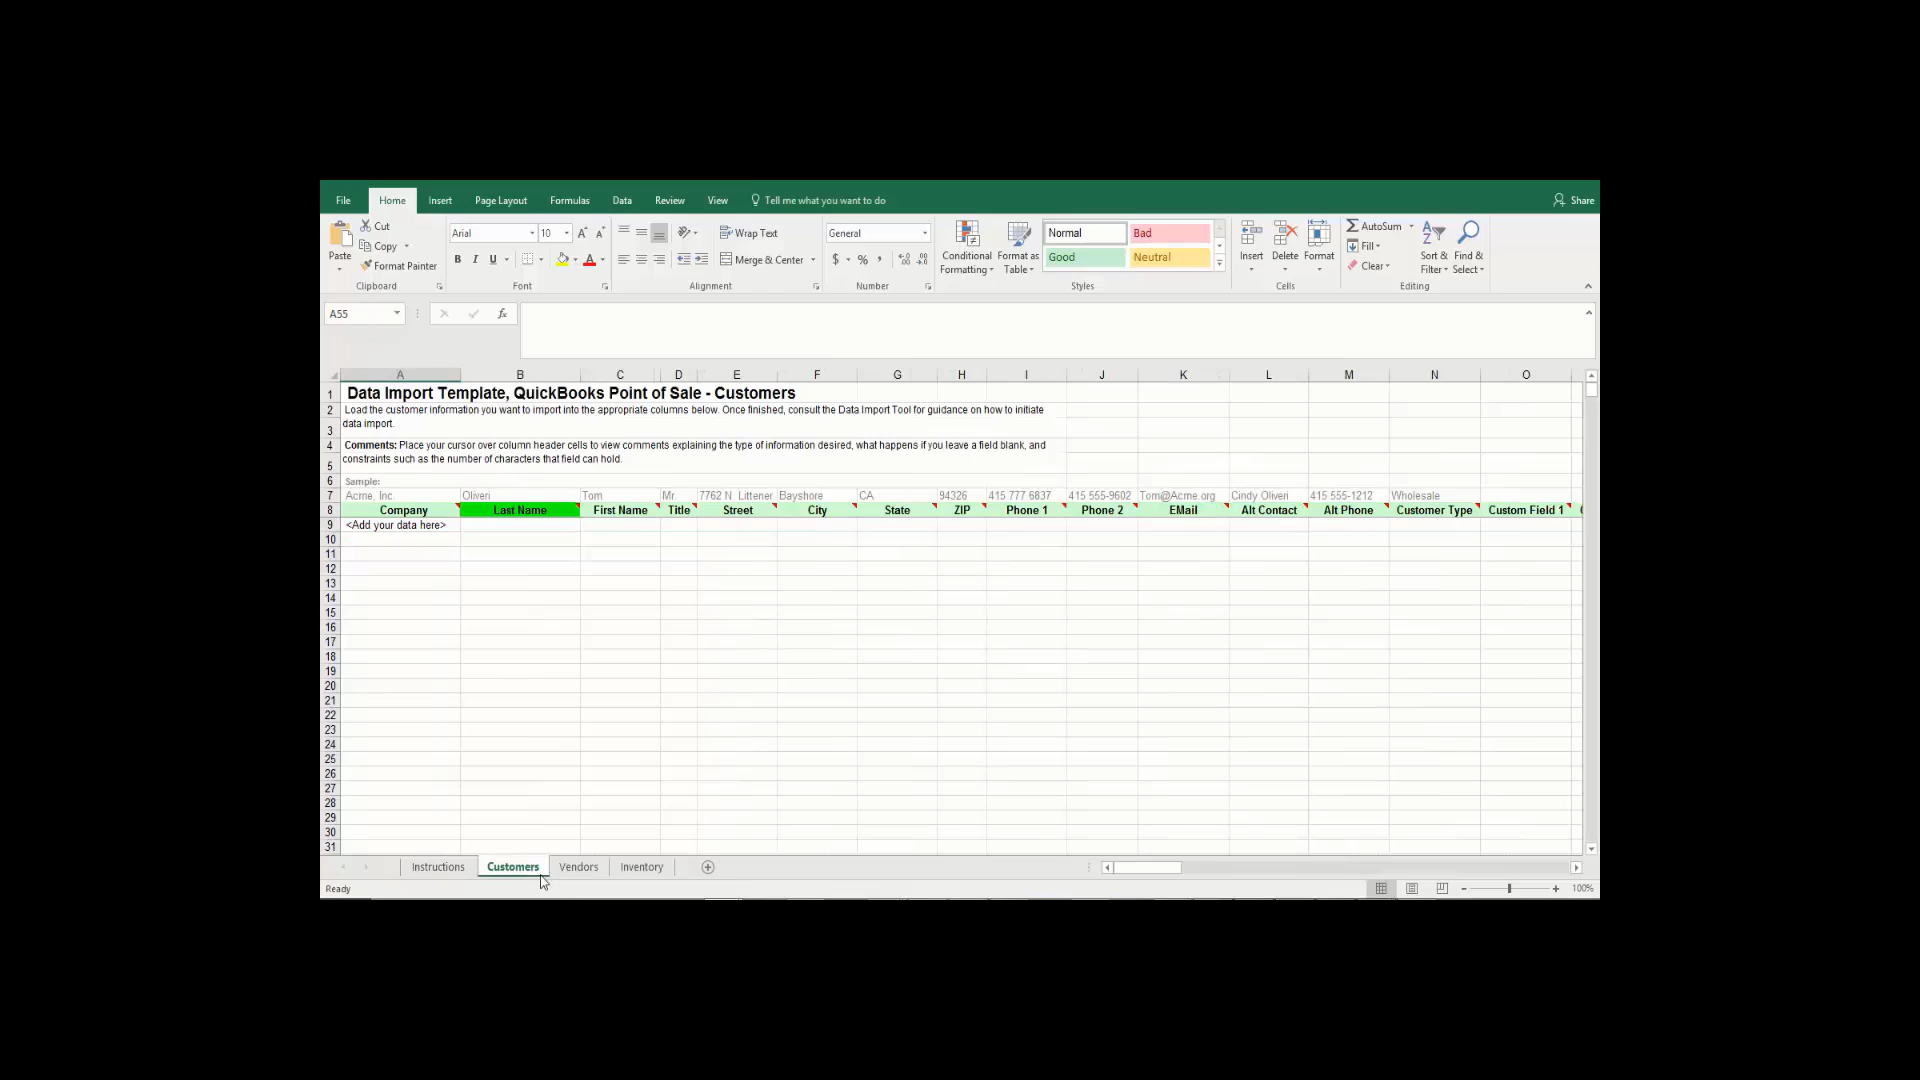 File Home Insert Page Layout Formulas Data Review View Tell me what you want to do Share
Cut
Copy
Format Painter
Paste
Clipboard
Arial 10
B I U
Font
Wrap Text
Merge & Center
Alignment
General
$ % ,
Number
Conditional Formatting
Format as Table
Normal Bad
Good Neutral
Styles
Insert Delete Format
Cells
AutoSum
Fill
Clear
Sort & Filter
Find & Select
Editing
A55 fx
A B C D E F G H I J K L M N O
1 Data Import Template, QuickBooks Point of Sale - Customers
2 Load the customer information you want to import into the appropriate columns below. Once finished, consult the Data Import Tool for guidance on how to initiate
3 data import.
4 Comments: Place your cursor over column header cells to view comments explaining the type of information desired, what happens if you leave a field blank, and
5 constraints such as the number of characters that field can hold.
6 Sample:
7 Acme, Inc. Oliveri Tom Mr. 7762 N Littener Bayshore CA 94326 415 777 6837 415 555-9602 Tom@Acme.org Cindy Oliveri 415 555-1212 Wholesale
8 Company Last Name First Name Title Street City State ZIP Phone 1 Phone 2 EMail Alt Contact Alt Phone Customer Type Custom Field 1
9 <Add your data here>
10
11
12
13
14
15
16
17
18
19
20
21
22
23
24
25
26
27
28
29
30
31
Instructions Customers Vendors Inventory
Ready 100%